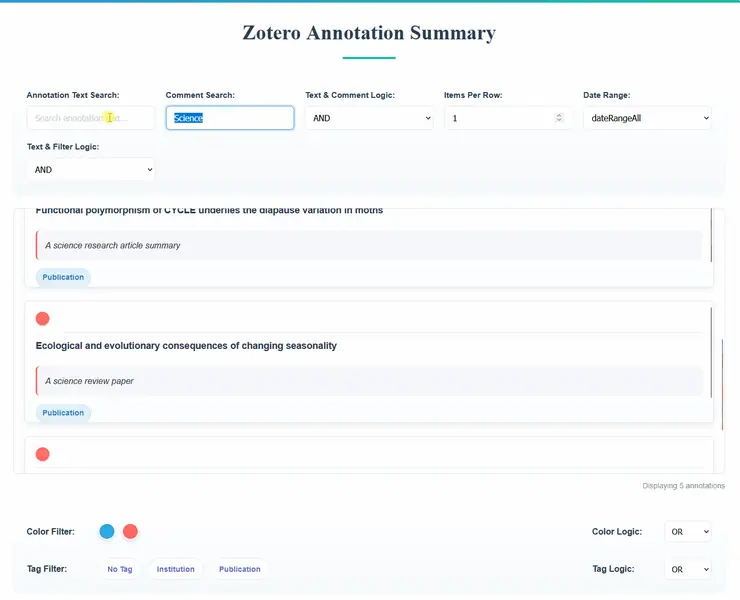 Zotero Annotation Summary
Annotation Text Search: Comment Search: Text & Comment Logic: Items Per Row: Date Range:
Search annotation text... Science AND 1 dateRangeAll
Text & Filter Logic:
AND
Functional polymorphism of CYCLE underlies the diapause variation in moths
A science research article summary
Publication
Ecological and evolutionary consequences of changing seasonality
A science review paper
Publication
Displaying 5 annotations
Color Filter: Color Logic: OR
Tag Filter: No Tag Institution Publication Tag Logic: OR